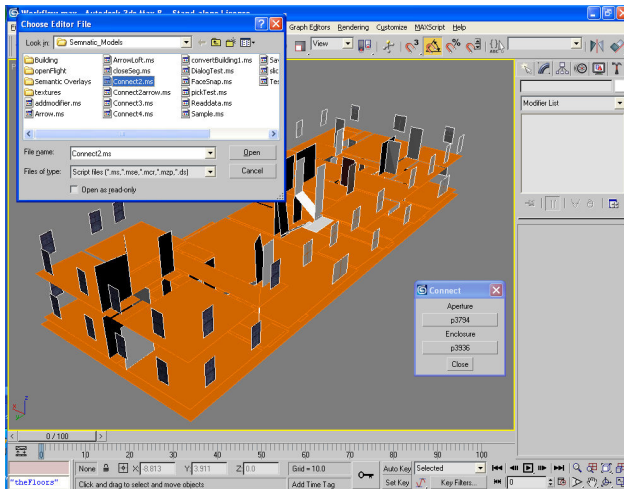 Workflow.max - Autodesk 3ds Max 8 - Stand-alone License
Choose Editor File
Graph Editors Rendering Customize MAXScript Help
Look in: Semnatic_Models
View
Building
openFlight
Semantic Overlays
textures
addmodifier.ms
Arrow.ms
ArrowLoft.ms
closeSeg.ms
Connect2.ms
Connect2arrow.ms
Connect3.ms
Connect4.ms
convertBuilding1.ms
DialogTest.ms
FaceSnap.ms
pickTest.ms
Readdata.ms
Sample.ms
Sav
slic
Tes
File name: Connect2.ms Open
Files of type: Script files (*.ms,*.mse,*.mcr,*.mzp,*.ds) Cancel
Open as read-only
Modifier List
Connect
Aperture
p3794
Enclosure
p3936
Close
z
x
0 / 100
0 10 20 30 40 50 60 70 80 90 100
None X: -8.813 Y: 3.911 Z: 0.0 Grid = 10.0 Auto Key Selected
"theFloors" Click and drag to select and move objects Add Time Tag Set Key Key Filters... 0